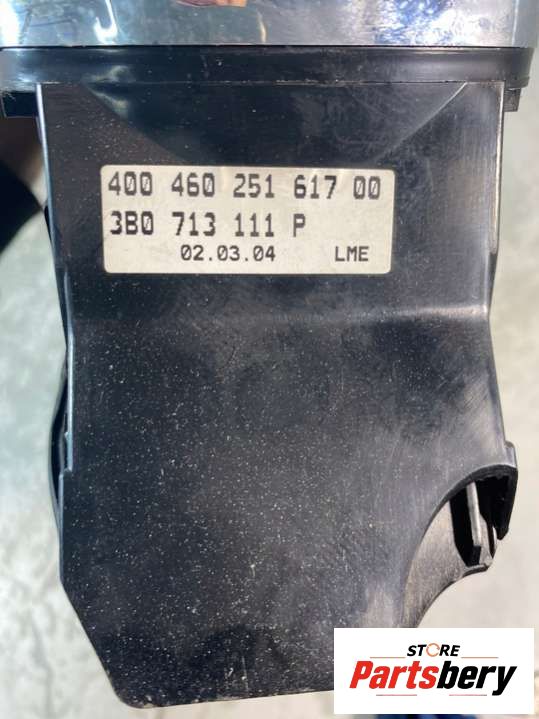 400 460 251 617 00
3B0 713 111 P
02.03.04 LME
STORE
Partsbery